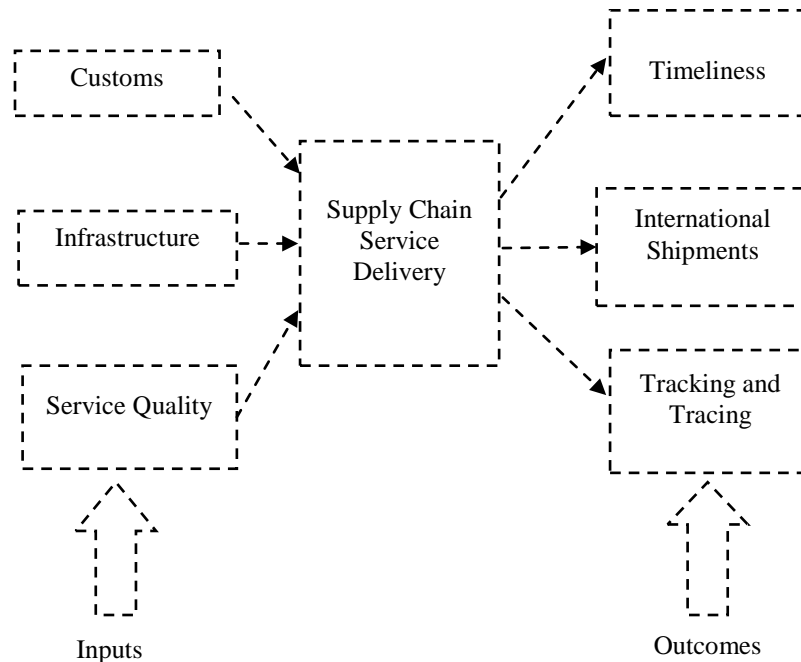 Customs
Infrastructure
Service Quality
Inputs
Supply Chain
Service
Delivery
Timeliness
International
Shipments
Tracking and
Tracing
Outcomes